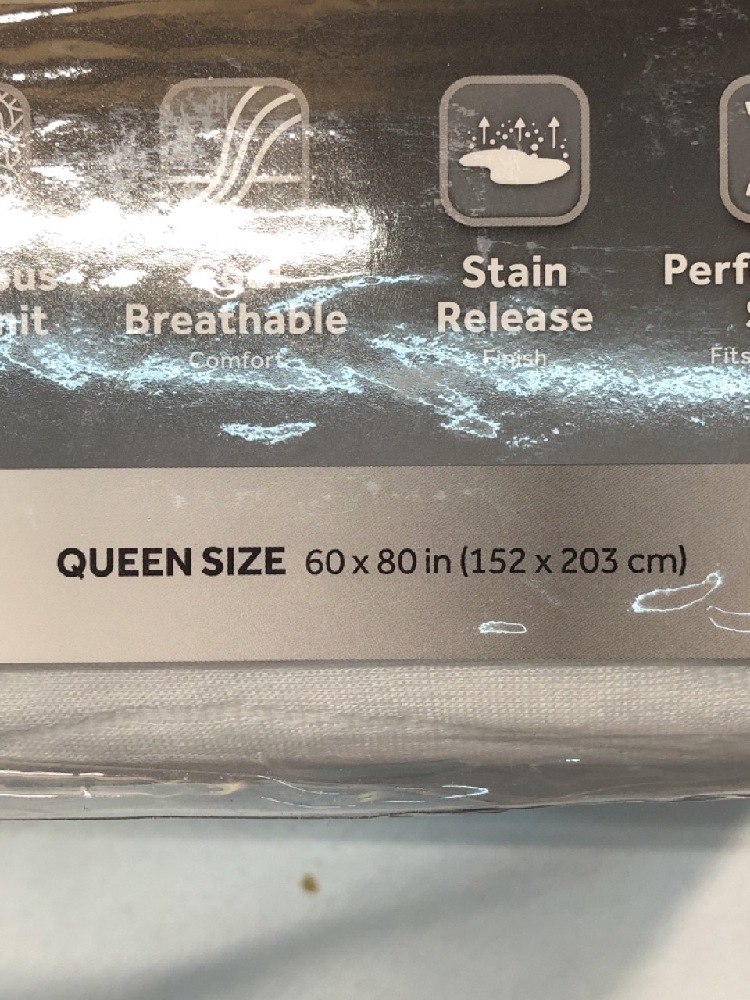 Breathable
Comfort
Stain
Release
Finish
Perf
Fits
QUEEN SIZE 60 x 80 in (152 x 203 cm)